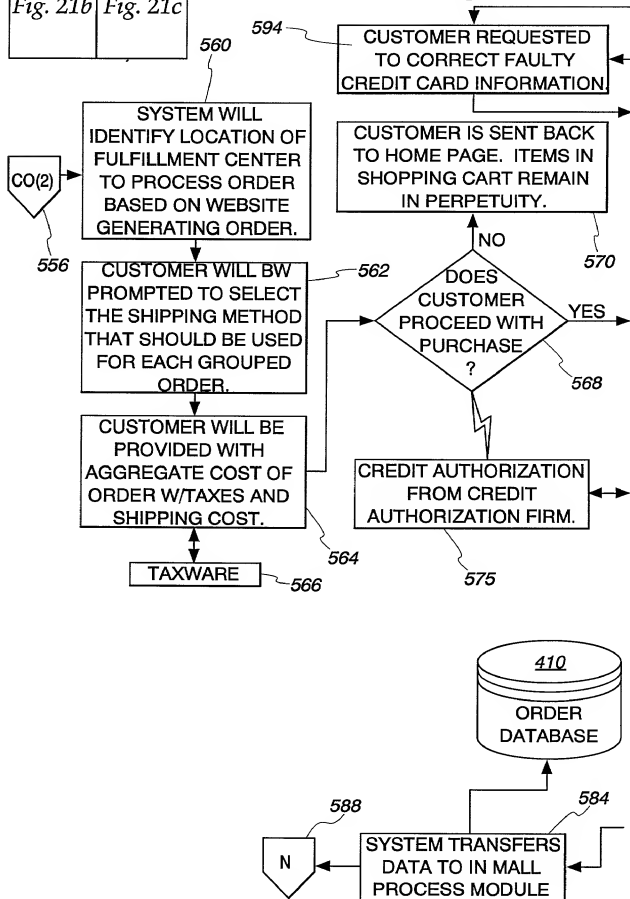 Fig. 21b Fig. 21c
560
SYSTEM WILL
IDENTIFY LOCATION OF
FULFILLMENT CENTER
TO PROCESS ORDER
BASED ON WEBSITE
GENERATING ORDER.
CO(2)
556
CUSTOMER WILL BW
PROMPTED TO SELECT
THE SHIPPING METHOD
THAT SHOULD BE USED
FOR EACH GROUPED
ORDER.
562
CUSTOMER WILL BE
PROVIDED WITH
AGGREGATE COST OF
ORDER W/TAXES AND
SHIPPING COST.
564
TAXWARE
566
594
CUSTOMER REQUESTED
TO CORRECT FAULTY
CREDIT CARD INFORMATION.
CUSTOMER IS SENT BACK
TO HOME PAGE. ITEMS IN
SHOPPING CART REMAIN
IN PERPETUITY.
570
NO
DOES
CUSTOMER
PROCEED WITH
PURCHASE
?
YES
568
CREDIT AUTHORIZATION
FROM CREDIT
AUTHORIZATION FIRM.
575
410
ORDER
DATABASE
584
588
N
SYSTEM TRANSFERS
DATA TO IN MALL
PROCESS MODULE